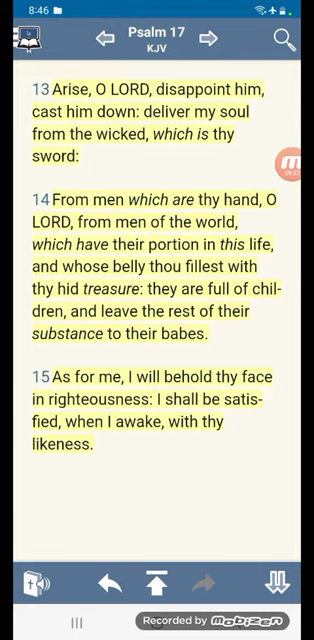 8:46
Psalm 17
KJV
13 Arise, O LORD, disappoint him,
cast him down: deliver my soul
from the wicked, which is thy
sword:
14 From men which are thy hand, O
LORD, from men of the world,
which have their portion in this life,
and whose belly thou fillest with
thy hid treasure: they are full of chil-
dren, and leave the rest of their
substance to their babes.
15 As for me, I will behold thy face
in righteousness: I shall be satis-
fied, when I awake, with thy
likeness.
Recorded by mobizen